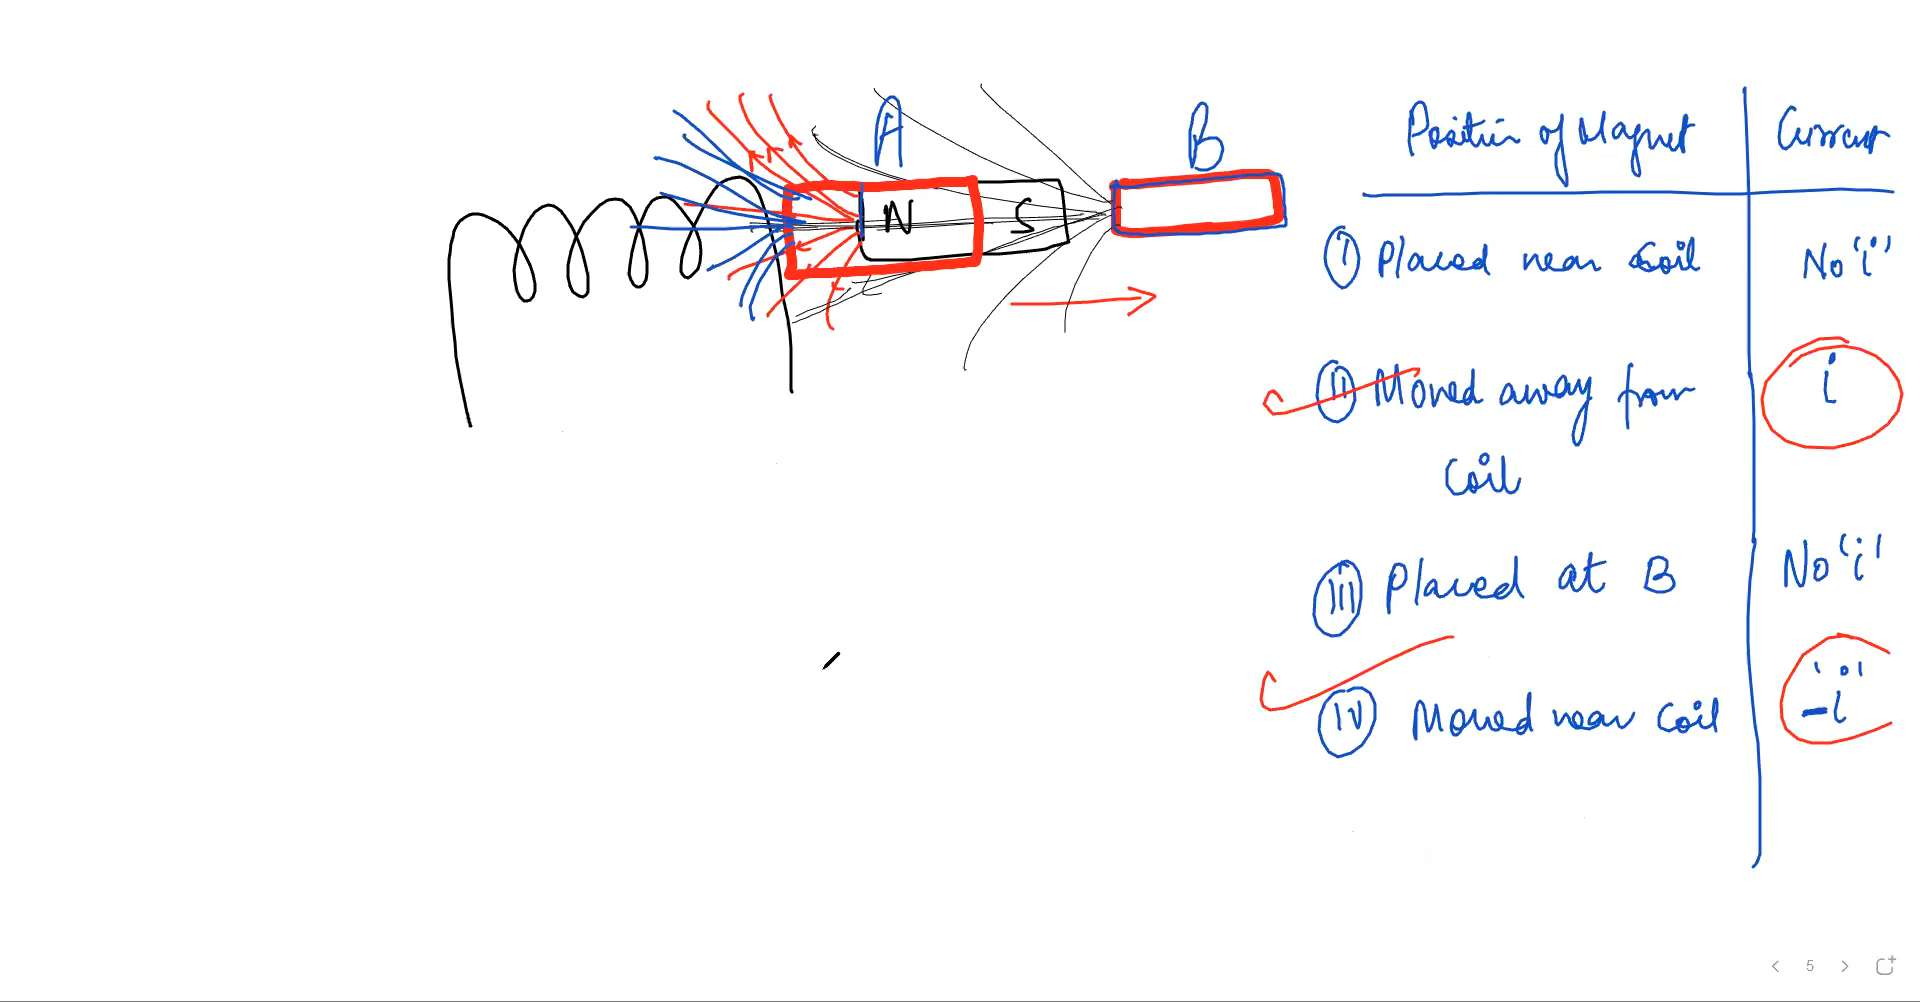 A
B
N
S
Position of Magnet Current
I Placed near Coil No 'i'
II Moved away from i
Coil
III Placed at B No 'i'
IV Moved near Coil '-i'
5